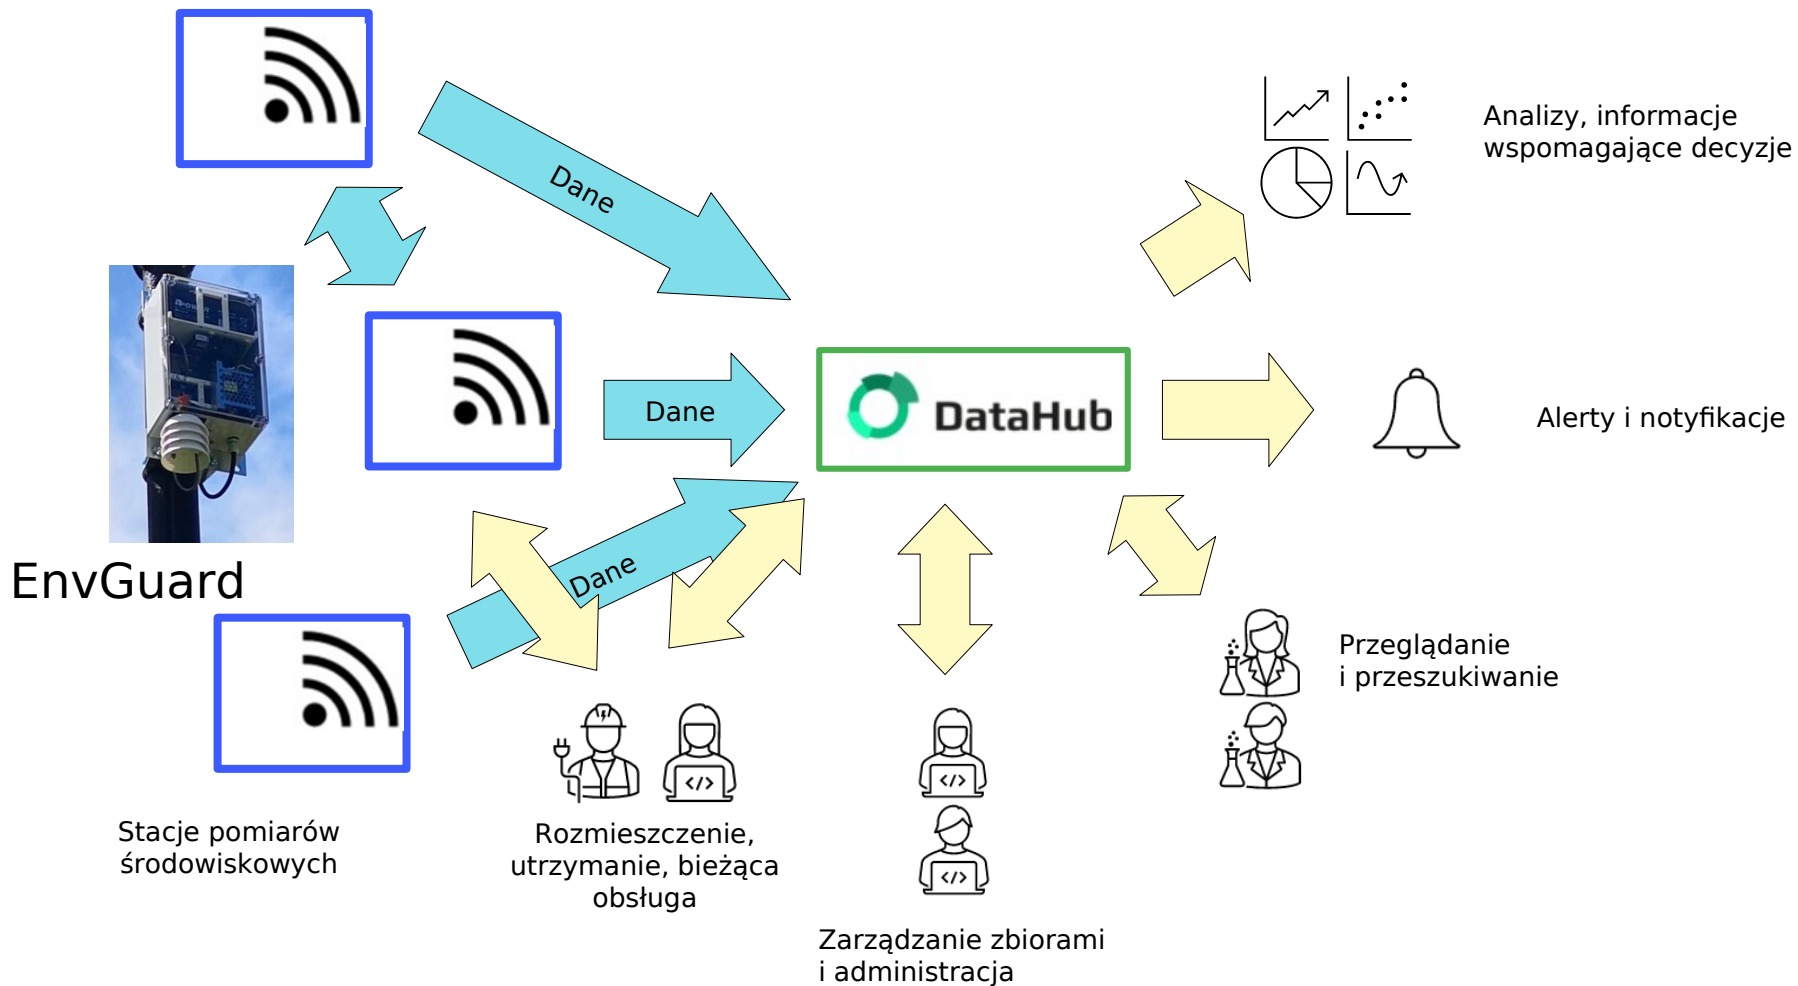 Dane
Analizy, informacje
wspomagające decyzje
Dane
DataHub
Alerty i notyfikacje
EnvGuard
Dane
Przeglądanie
i przeszukiwanie
</>
</>
</>
Stacje pomiarów
środowiskowych
Rozmieszczenie,
utrzymanie, bieżąca
obsługa
Zarządzanie zbiorami
i administracja